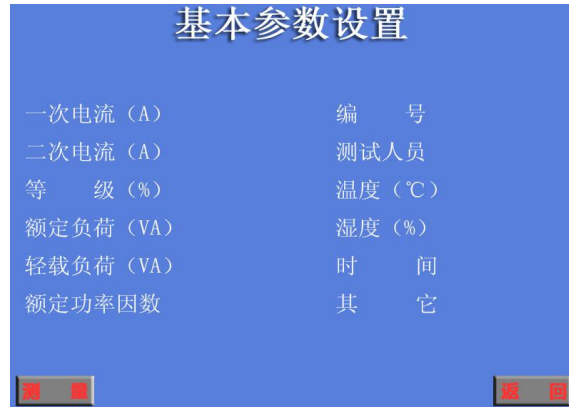 基本参数设置
一次电流（A）
二次电流（A）
等 级（%）
额定负荷（VA）
轻载负荷（VA）
额定功率因数
编 号
测试人员
温度（℃）
湿度（%）
时 间
其 它
测 量
返 回